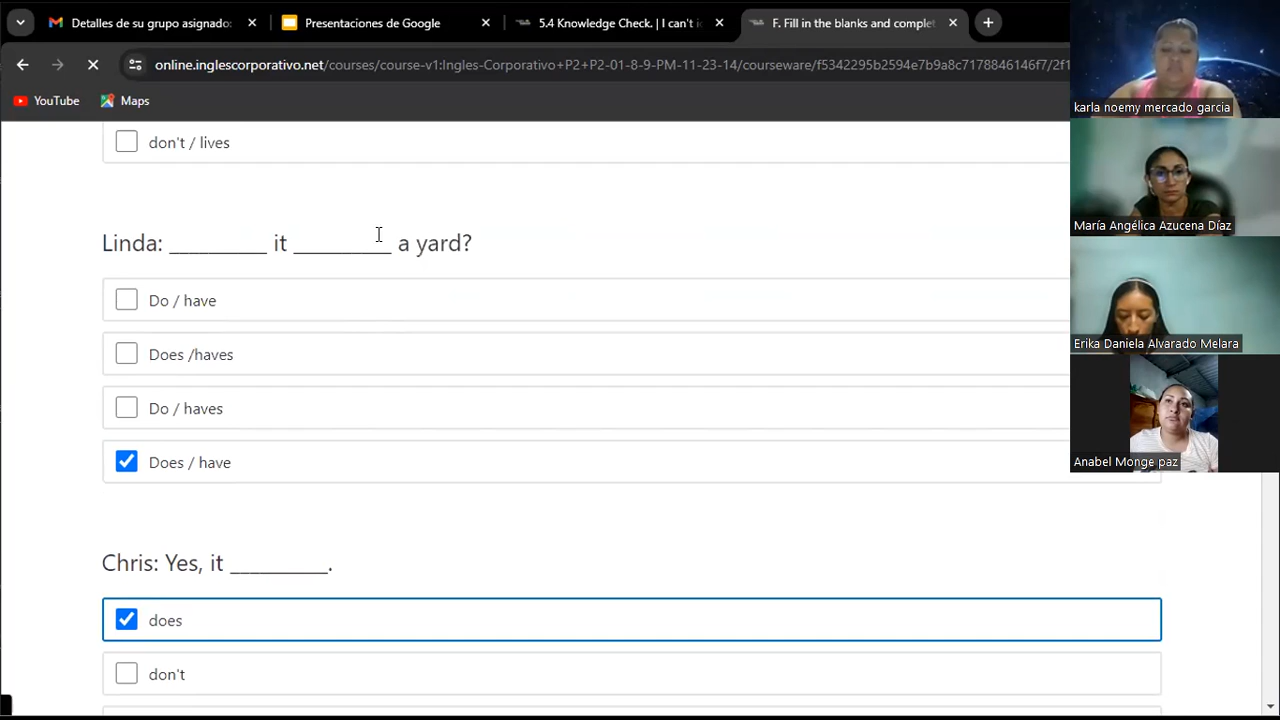 Detalles de su grupo asignado:
Presentaciones de Google
5.4 Knowledge Check. | I can't i
F. Fill in the blanks and complet
online.inglescorporativo.net/courses/course-v1:Ingles-Corporativo+P2+P2-01-8-9-PM-11-23-14/courseware/f5342295b2594e7b9a8c7178846146f7/2f1
YouTube
Maps
don't / lives
Linda: __________ it __________ a yard?
Do / have
Does /haves
Do / haves
Does / have
Chris: Yes, it __________.
does
don't
karla noemy mercado garcia
María Angélica Azucena Díaz
Erika Daniela Alvarado Melara
Anabel Monge paz